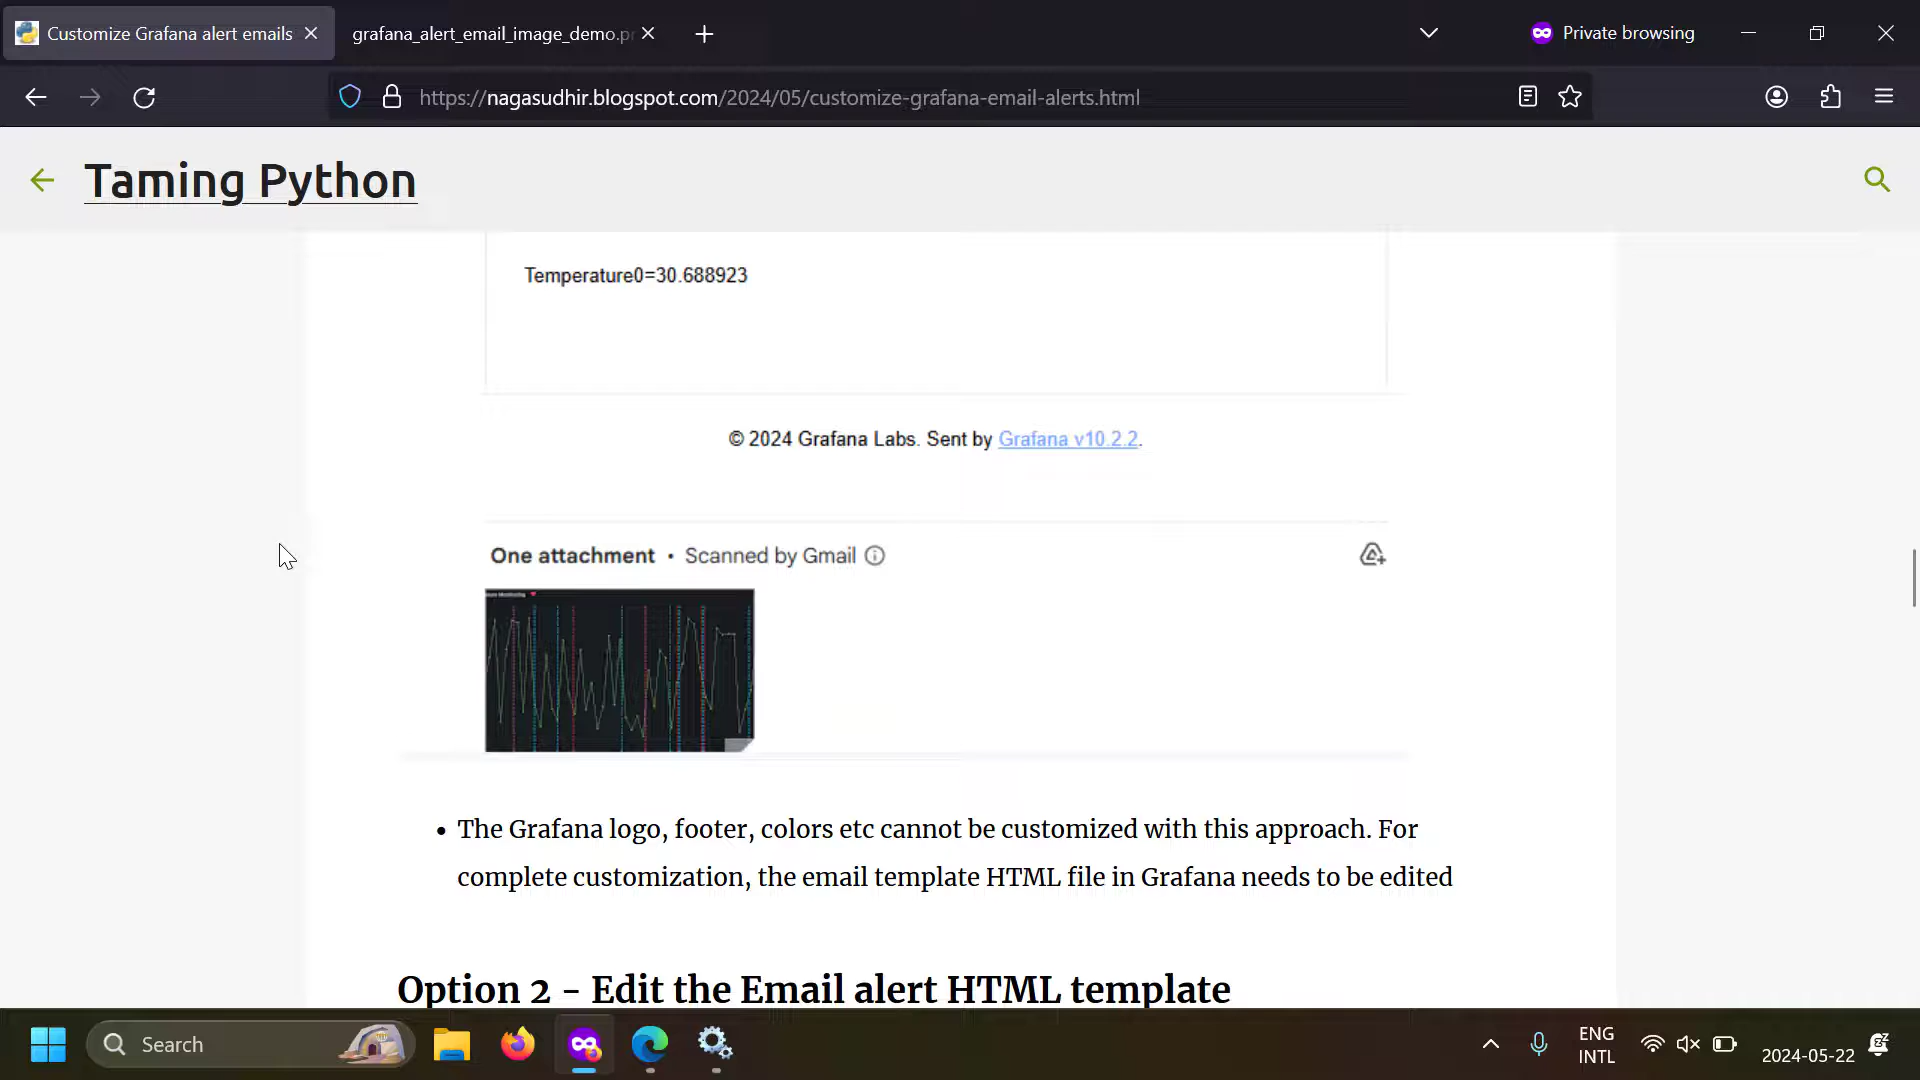 Customize Grafana alert emails
grafana_alert_email_image_demo.pr
Private browsing
https://nagasudhir.blogspot.com/2024/05/customize-grafana-email-alerts.html
Taming Python
Temperature0=30.688923
© 2024 Grafana Labs. Sent by Grafana v10.2.2.
One attachment • Scanned by Gmail
• The Grafana logo, footer, colors etc cannot be customized with this approach. For
complete customization, the email template HTML file in Grafana needs to be edited
Option 2 - Edit the Email alert HTML template
Search
ENG
INTL
2024-05-22